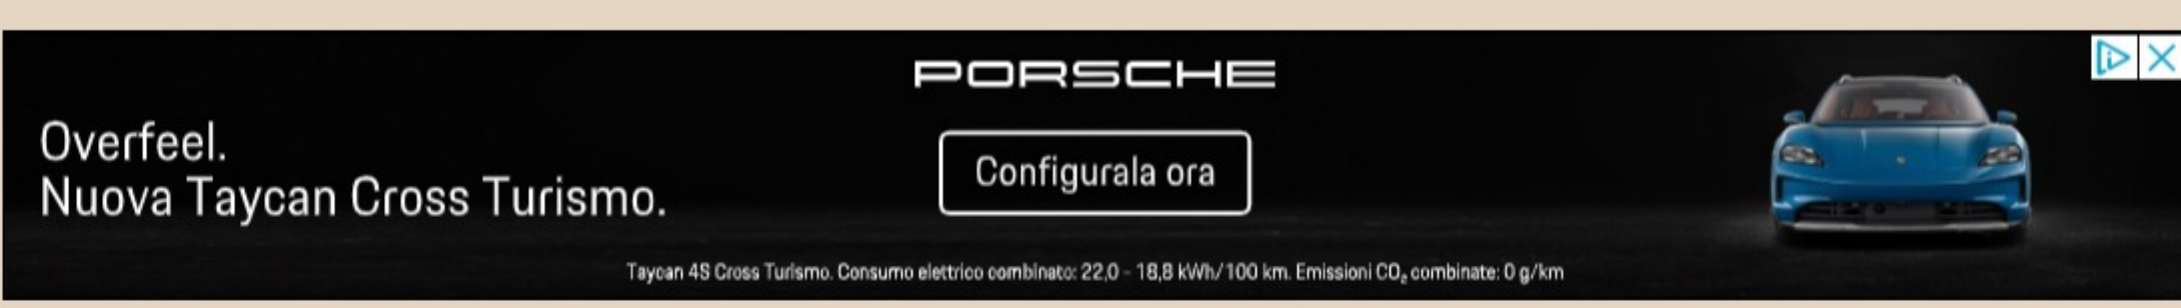 PORSCHE
Overfeel.
Nuova Taycan Cross Turismo.
Configurala ora
Taycan 4S Cross Turismo. Consumo elettrico combinato: 22,0 - 18,8 kWh/100 km. Emissioni CO₂ combinate: 0 g/km